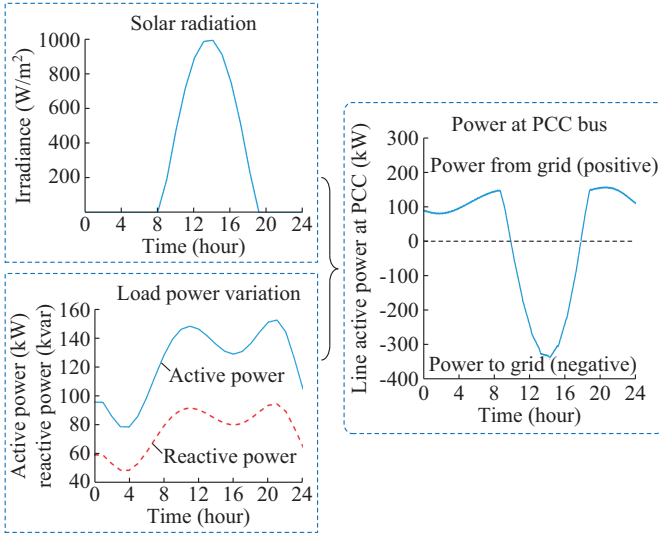 Solar radiation
Irradiance (W/m²)
1000
800
600
400
200
0 4 8 12 16 20 24
Time (hour)
Load power variation
Active power (kW)
reactive power (kvar)
160
140
120
100
80
60
40
Active power
Reactive power
0 4 8 12 16 20 24
Time (hour)
Power at PCC bus
Line active power at PCC (kW)
300
200
100
0
-100
-200
-300
-400
Power from grid (positive)
Power to grid (negative)
0 4 8 12 16 20 24
Time (hour)